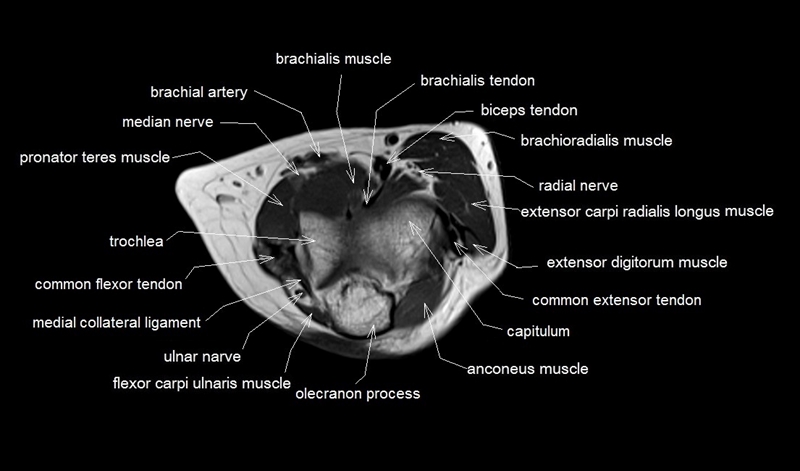 brachialis muscle
brachialis tendon
brachial artery
biceps tendon
median nerve
brachioradialis muscle
pronator teres muscle
radial nerve
extensor carpi radialis longus muscle
trochlea
extensor digitorum muscle
common flexor tendon
common extensor tendon
medial collateral ligament
capitulum
ulnar narve
anconeus muscle
flexor carpi ulnaris muscle
olecranon process